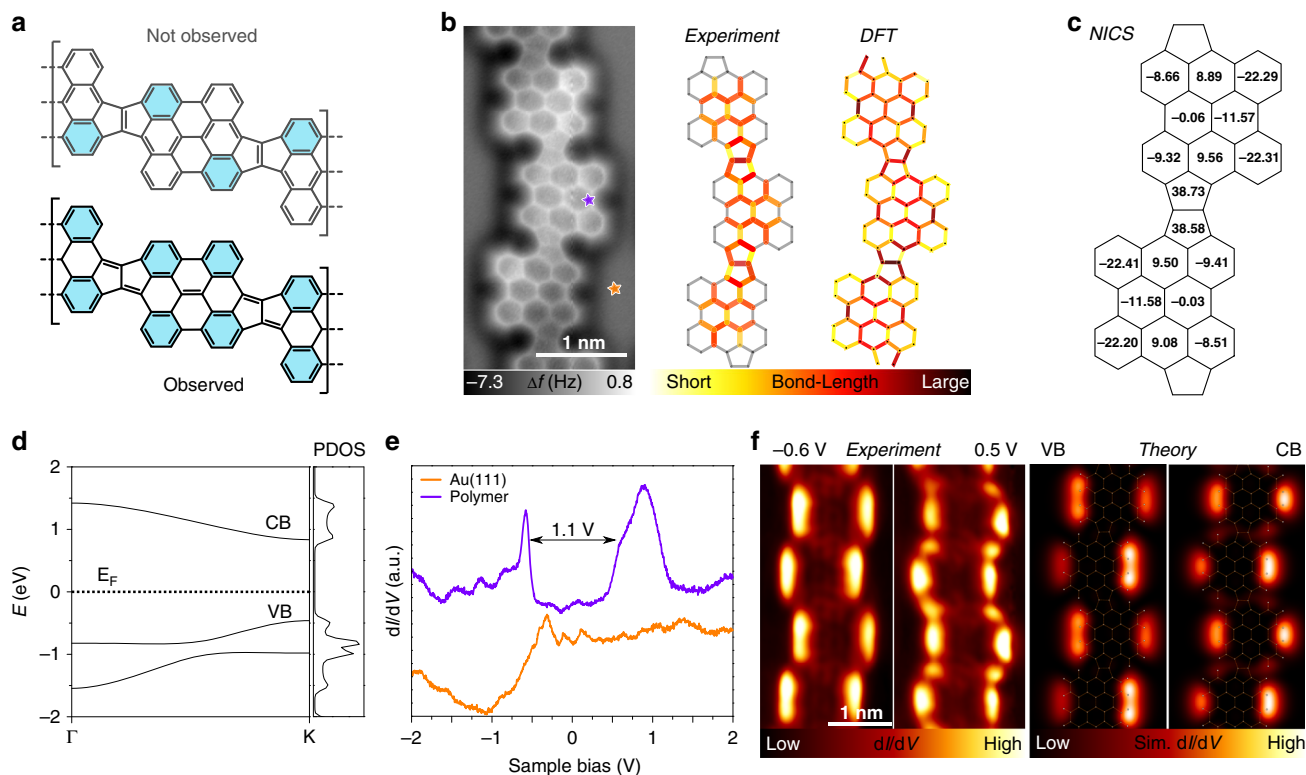 a
Not observed
Observed
b
Experiment
DFT
1 nm
−7.3 Δf (Hz) 0.8
Short Bond-Length Large
c
NICS
−8.66 8.89 −22.29
−0.06 −11.57
−9.32 9.56 −22.31
38.73
38.58
−22.41 9.50 −9.41
−11.58 −0.03
−22.20 9.08 −8.51
d
PDOS
2
1
0
−1
−2
E (eV)
CB
EF
VB
Γ
K
e
Au(111)
Polymer
1.1 V
dI/dV (a.u.)
−2 −1 0 1 2
Sample bias (V)
f
−0.6 V Experiment 0.5 V
VB Theory CB
1 nm
Low dI/dV High
Low Sim. dI/dV High